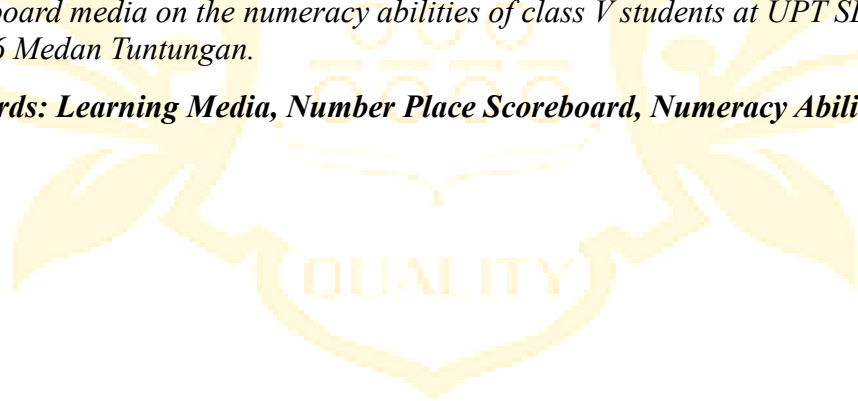 board media on the numeracy abilities of class V students at UPT
6 Medan Tuntungan.
rds: Learning Media, Number Place Scoreboard, Numeracy Abili
QUALITY